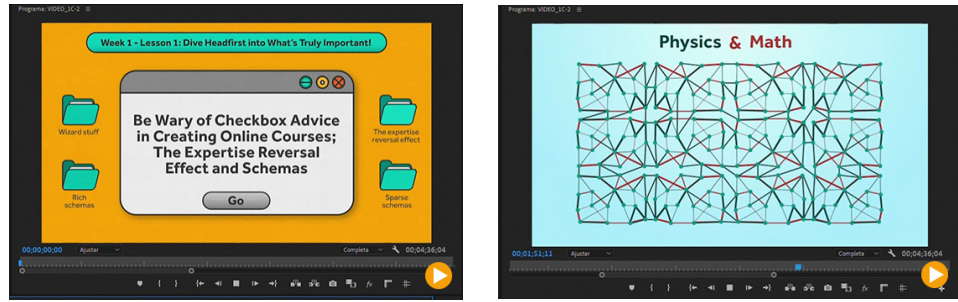 Programa: VIDEO_1C-2
Week 1 - Lesson 1: Dive Headfirst into What's Truly Important!
Be Wary of Checkbox Advice
in Creating Online Courses;
The Expertise Reversal
Effect and Schemas
Go
Wizard stuff
Rich
schemas
The expertise
reversal effect
Sparse
schemas
00;00;00;00
Ajustar
Completa
00;04;36;04
Programa: VIDEO_1C-2
Physics & Math
00;01;51;11
Ajustar
Completa
00;04;36;04